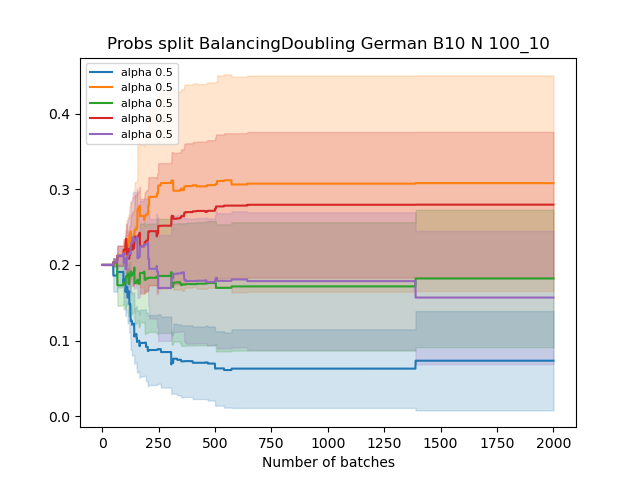 Probs split BalancingDoubling German B10 N 100_10
alpha 0.5
alpha 0.5
alpha 0.5
alpha 0.5
alpha 0.5
0.4
0.3
0.2
0.1
0.0
0 250 500 750 1000 1250 1500 1750 2000
Number of batches